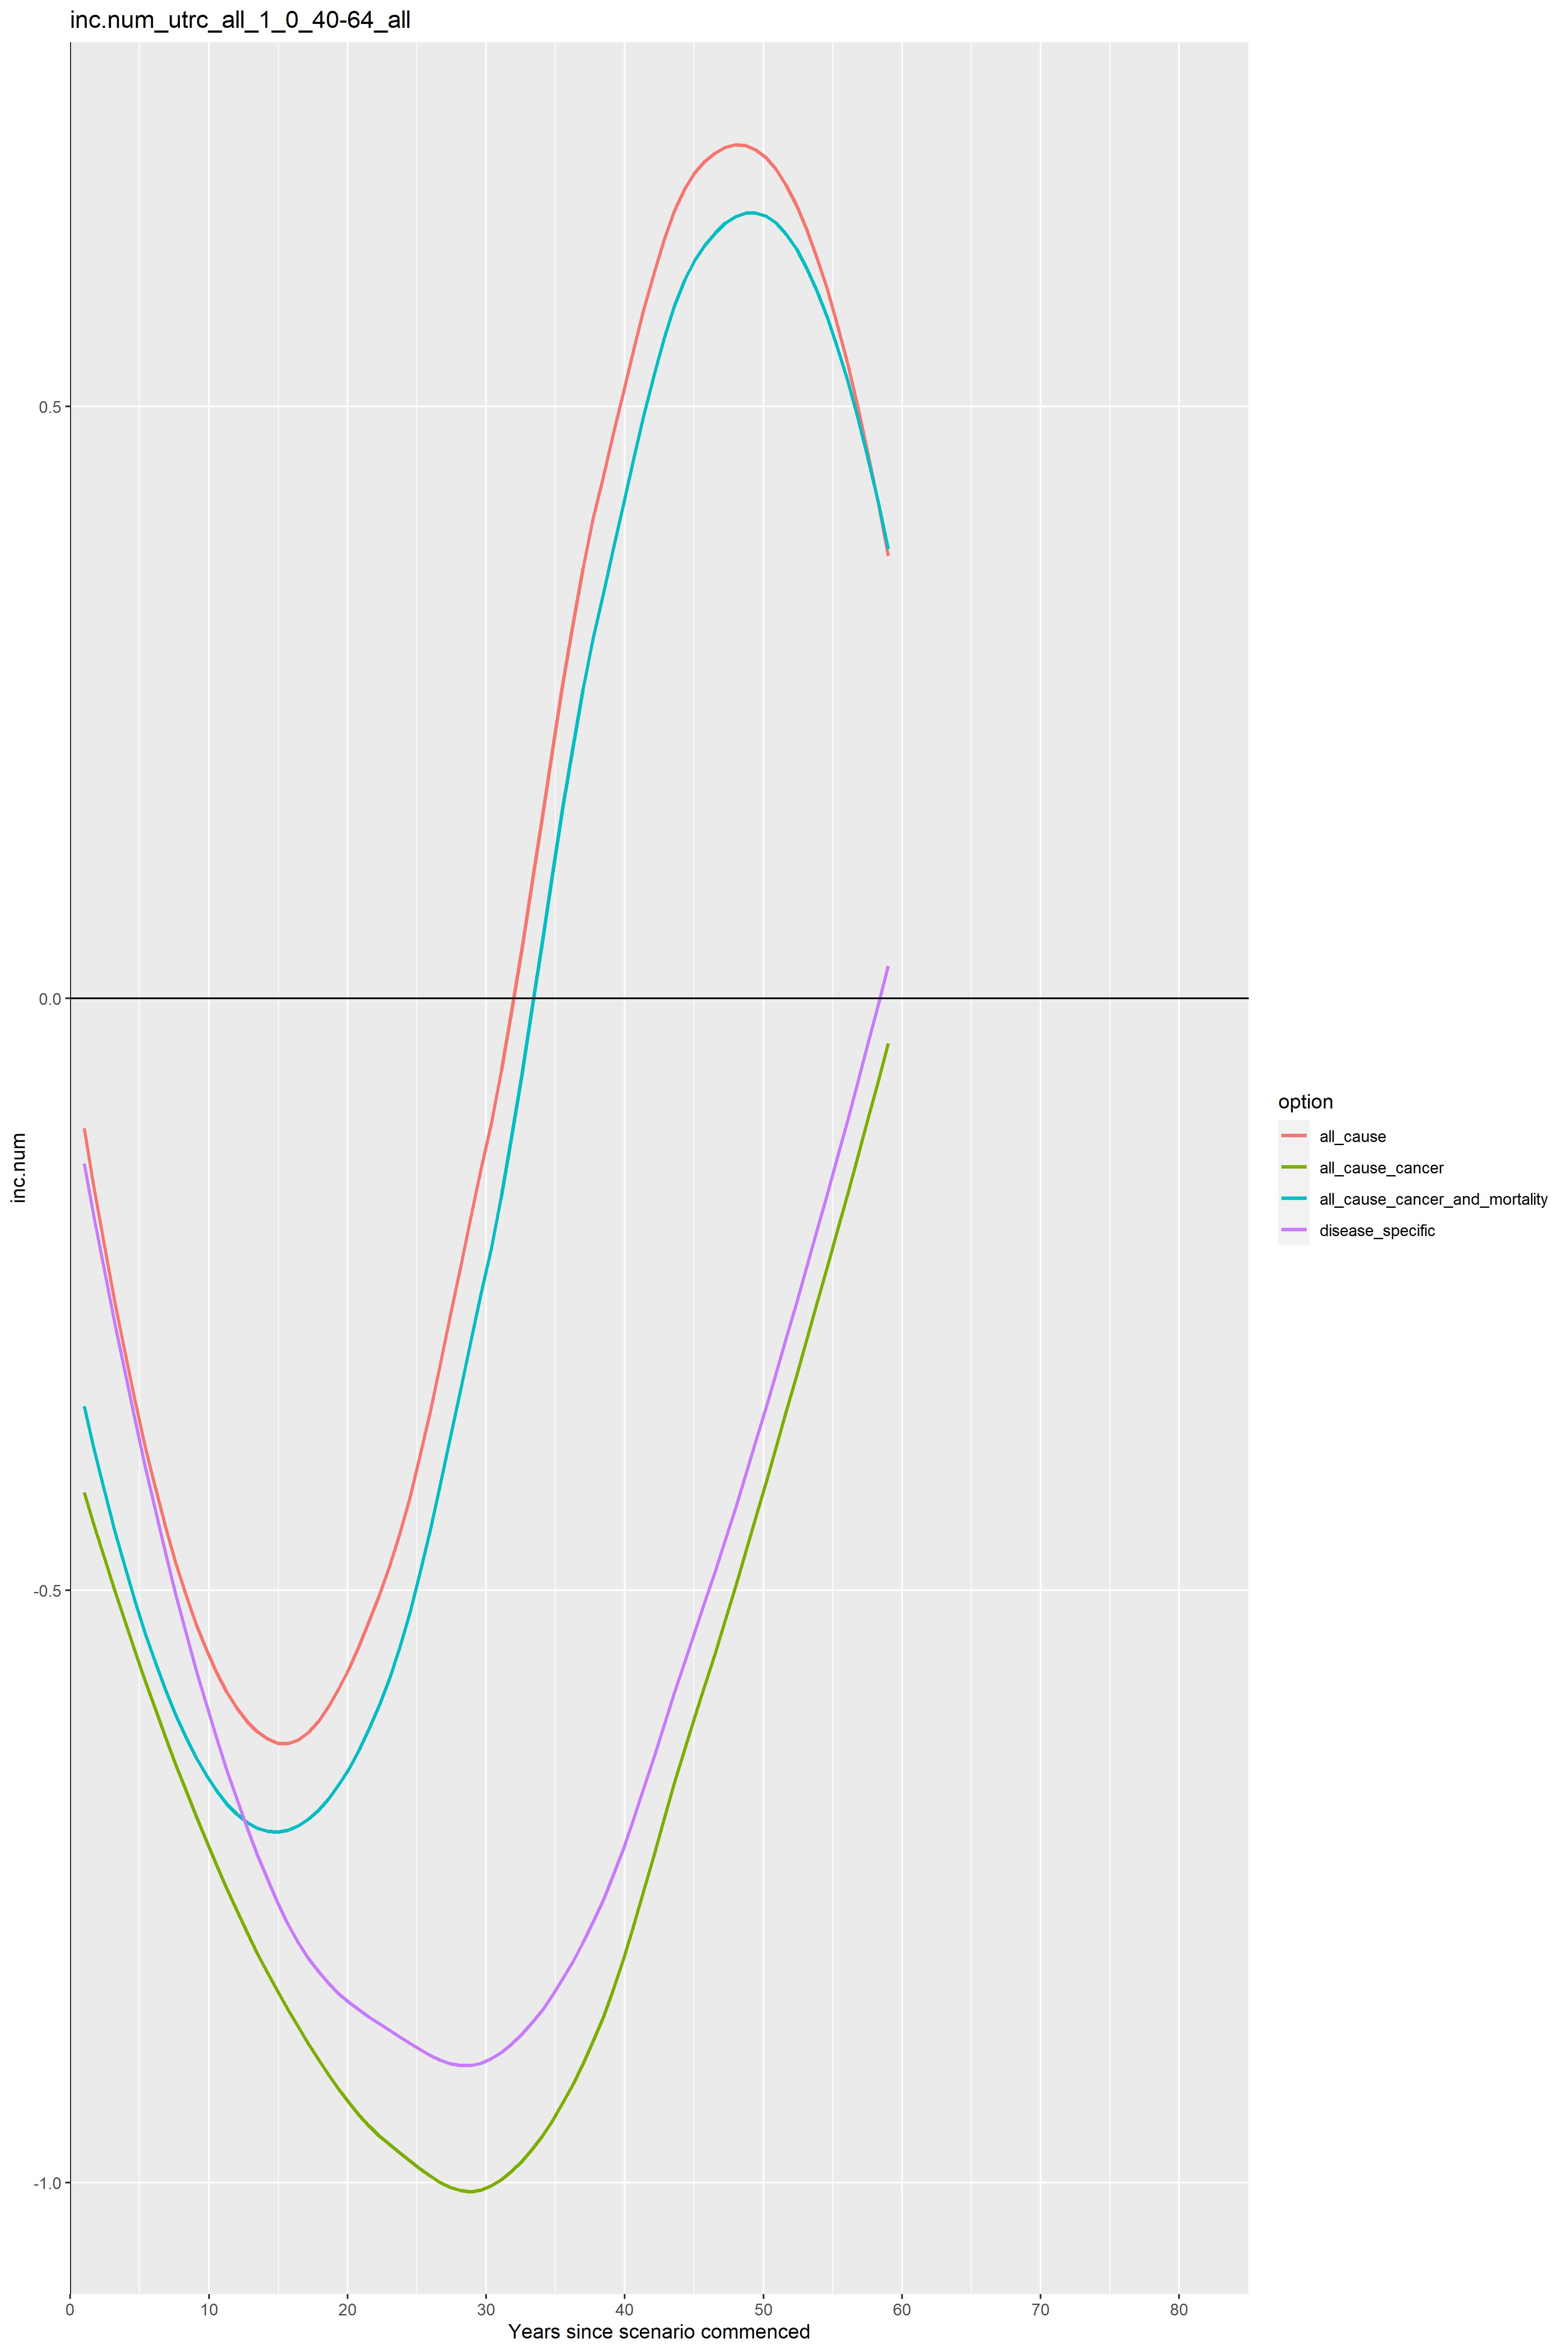 inc.num_utrc_all_1_0_40-64_all
0.5
0.0
-0.5
-1.0
inc.num
0 10 20 30 40 50 60 70 80
Years since scenario commenced
option
all_cause
all_cause_cancer
all_cause_cancer_and_mortality
disease_specific